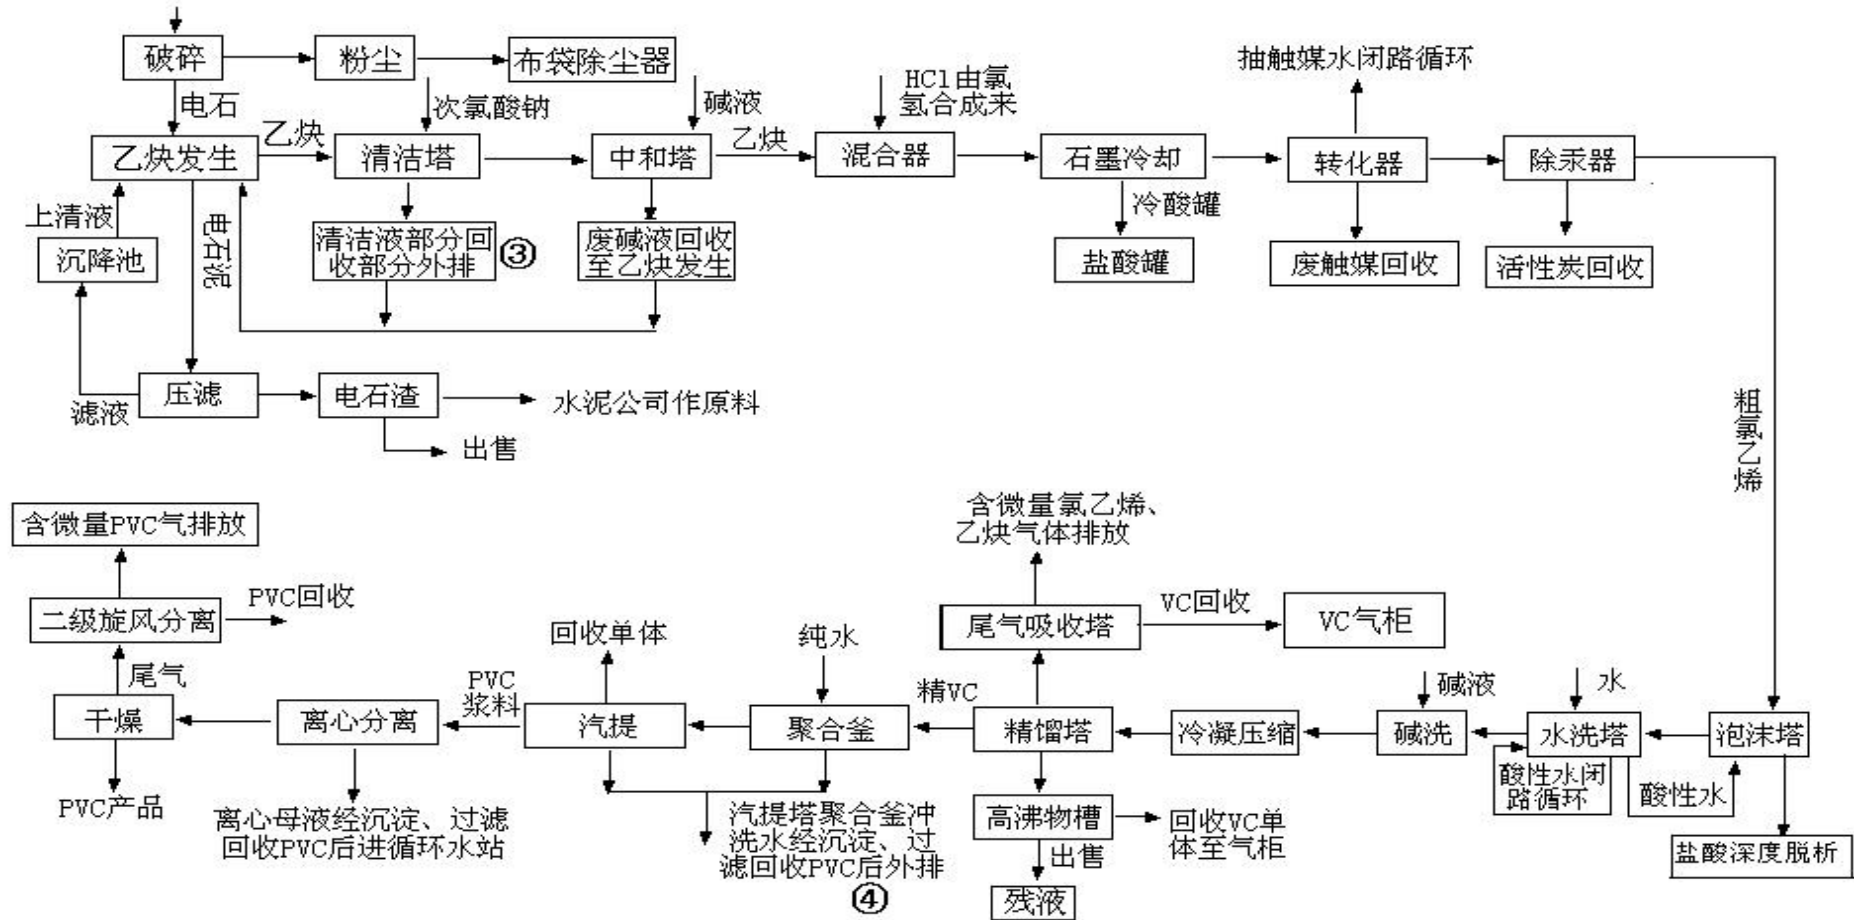 破碎
粉尘
布袋除尘器
电石
次氯酸钠
碱液
HCl由氯
氢合成来
抽触媒水闭路循环
乙炔发生
乙炔
清洁塔
中和塔
乙炔
混合器
石墨冷却
转化器
除汞器
上清液
沉降池
电石泥
清洁液部分回
收部分外排
③
废碱液回收
至乙炔发生
冷酸罐
盐酸罐
废触媒回收
活性炭回收
压滤
滤液
电石渣
水泥公司作原料
出售
粗氯乙烯
含微量PVC气排放
含微量氯乙烯、
乙炔气体排放
二级旋风分离
PVC回收
回收单体
纯水
尾气吸收塔
VC回收
VC气柜
尾气
干燥
离心分离
PVC
浆料
汽提
聚合釜
精VC
精馏塔
冷凝压缩
碱液
碱洗
水
水洗塔
泡沫塔
酸性水闭
路循环
酸性水
PVC产品
离心母液经沉淀、过滤
回收PVC后进循环水站
汽提塔聚合釜冲
洗水经沉淀、过
滤回收PVC后外排
④
高沸物槽
回收VC单
体至气柜
出售
残液
盐酸深度脱析